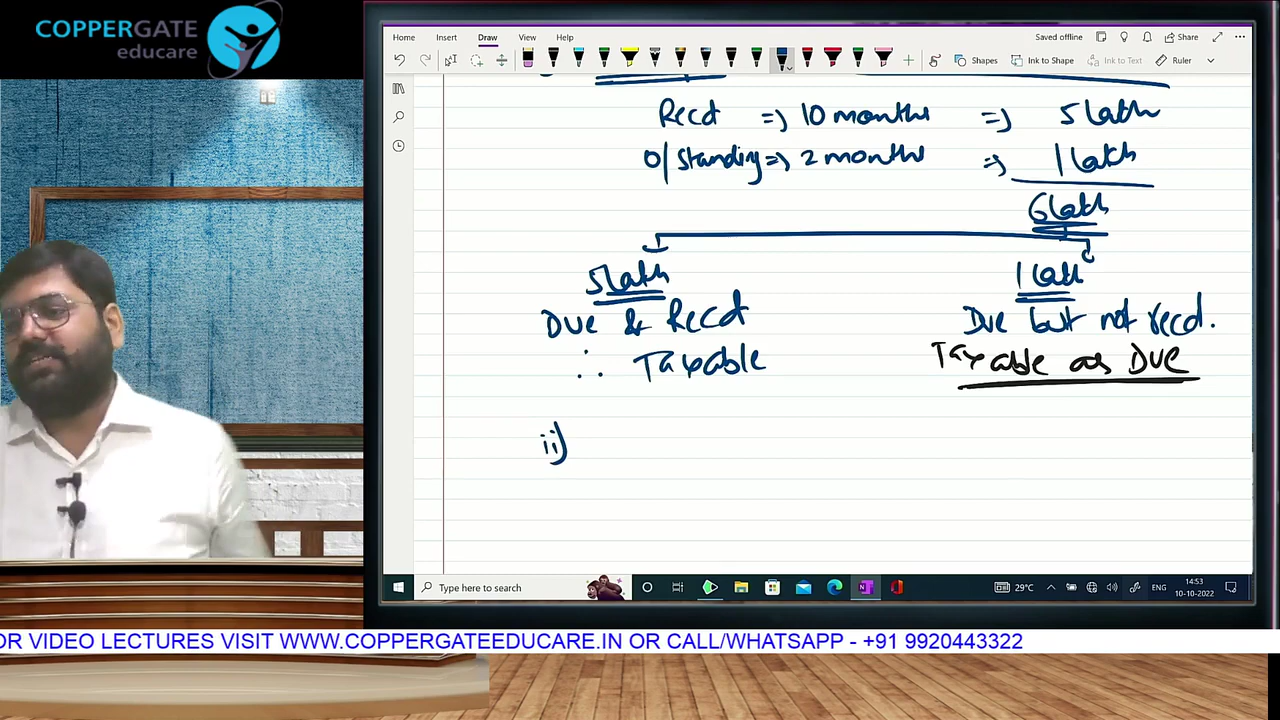 COPPERGATE
educare
Home Insert Draw View Help
Saved offline
Share
Shapes
Ink to Shape
Ink to Text
Ruler
Recd => 10 months => 5 lakh
O/Standing => 2 months => 1 lakh
6 lakh
5 lakh
1 lakh
Due & Recd
Due but not recd.
∴ Taxable
Taxable as Due
ii)
Type here to search
29°C
ENG
14:53
10-10-2022
OR VIDEO LECTURES VISIT WWW.COPPERGATEEDUCARE.IN OR CALL/WHATSAPP - +91 9920443322